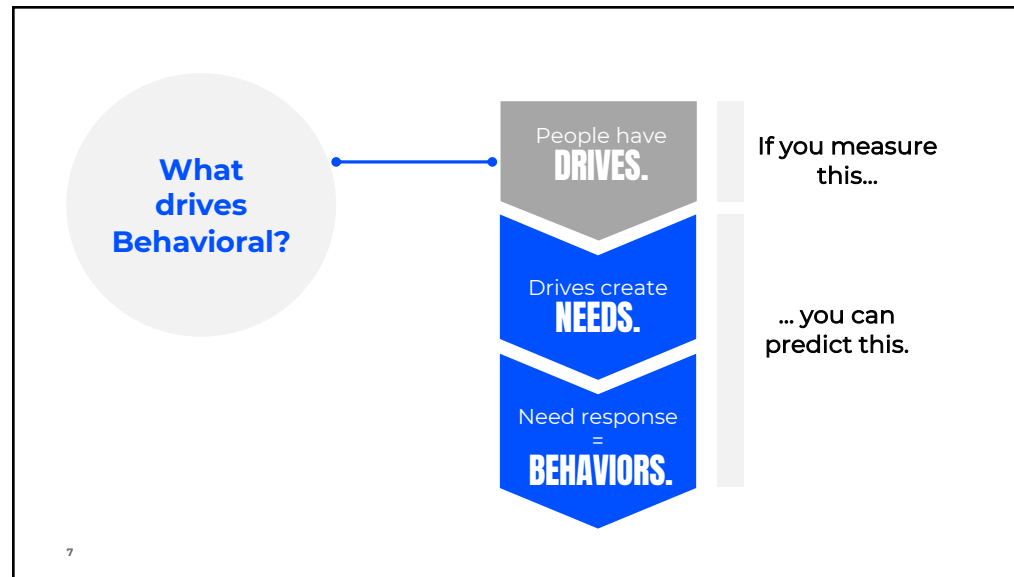 What
drives
Behavioral?
People have
DRIVES.
If you measure
this...
Drives create
NEEDS.
... you can
predict this.
Need response
=
BEHAVIORS.
7